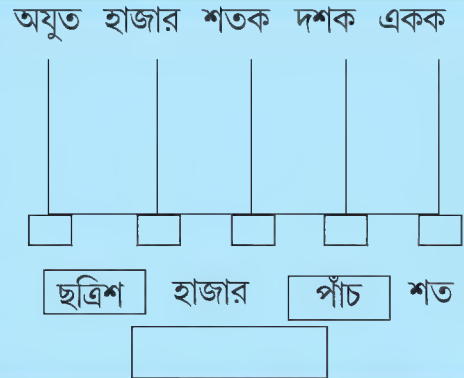 অযুত হাজার শতক দশক একক
ছত্রিশ হাজার পাঁচ শত